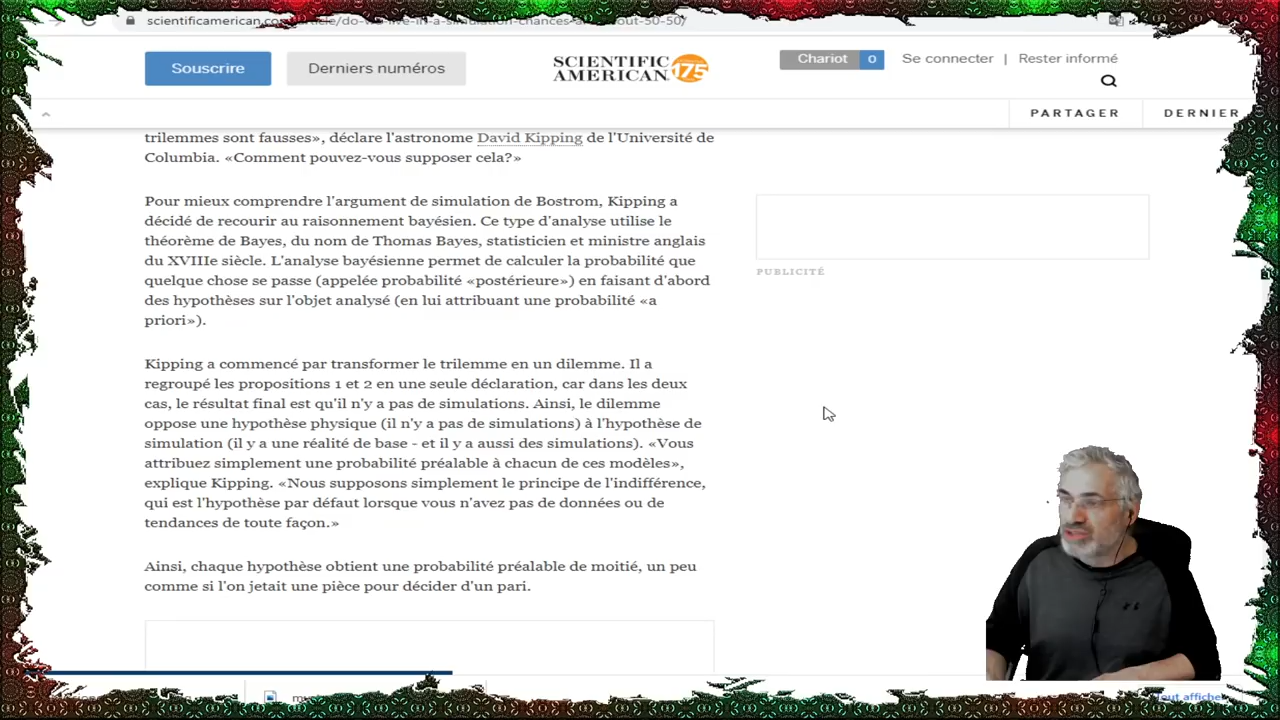 scientificamerican.com
Souscrire
Derniers numéros
SCIENTIFIC
AMERICAN
175
Chariot 0
Se connecter | Rester informé
PARTAGER
DERNIER
trilemmes sont fausses», déclare l'astronome David Kipping de l'Université de
Columbia. «Comment pouvez-vous supposer cela?»
Pour mieux comprendre l'argument de simulation de Bostrom, Kipping a
décidé de recourir au raisonnement bayésien. Ce type d'analyse utilise le
théorème de Bayes, du nom de Thomas Bayes, statisticien et ministre anglais
du XVIIIe siècle. L'analyse bayésienne permet de calculer la probabilité que
quelque chose se passe (appelée probabilité «postérieure») en faisant d'abord
des hypothèses sur l'objet analysé (en lui attribuant une probabilité «a
priori»).
PUBLICITÉ
Kipping a commencé par transformer le trilemme en un dilemme. Il a
regroupé les propositions 1 et 2 en une seule déclaration, car dans les deux
cas, le résultat final est qu'il n'y a pas de simulations. Ainsi, le dilemme
oppose une hypothèse physique (il n'y a pas de simulations) à l'hypothèse de
simulation (il y a une réalité de base - et il y a aussi des simulations). «Vous
attribuez simplement une probabilité préalable à chacun de ces modèles»,
explique Kipping. «Nous supposons simplement le principe de l'indifférence,
qui est l'hypothèse par défaut lorsque vous n'avez pas de données ou de
tendances de toute façon.»
Ainsi, chaque hypothèse obtient une probabilité préalable de moitié, un peu
comme si l'on jetait une pièce pour décider d'un pari.